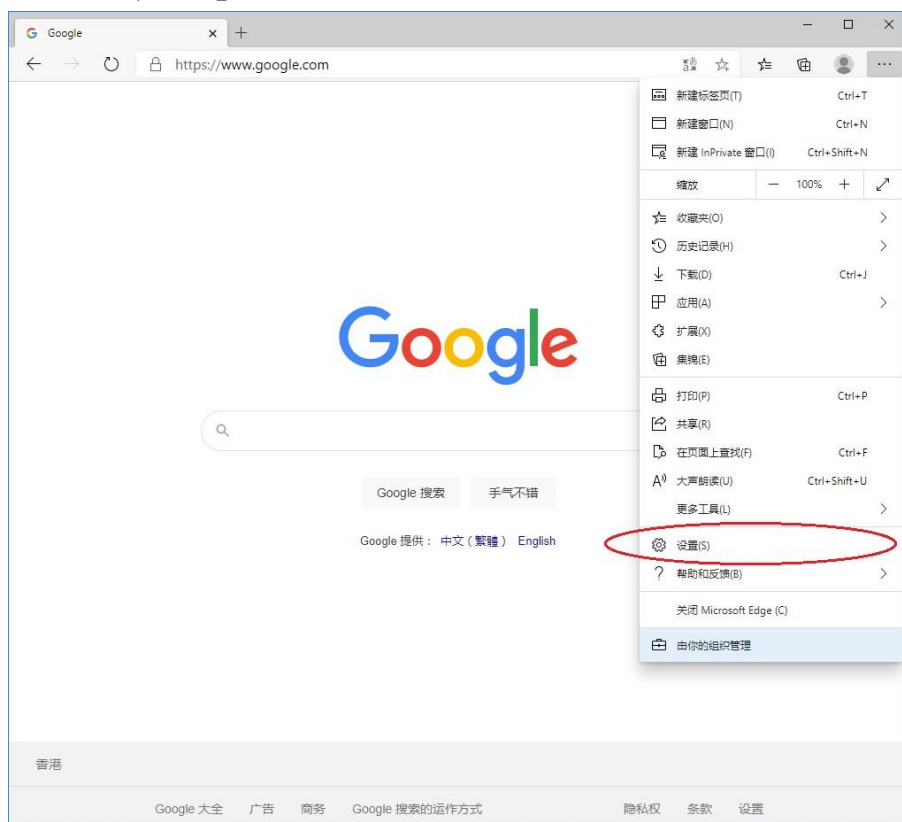 Google
https://www.google.com
新建标签页(T) Ctrl+T
新建窗口(N) Ctrl+N
新建 InPrivate 窗口(I) Ctrl+Shift+N
缩放 — 100% +
收藏夹(O)
历史记录(H)
下载(D) Ctrl+J
应用(A)
扩展(X)
集锦(E)
打印(P) Ctrl+P
共享(R)
在页面上查找(F) Ctrl+F
大声朗读(U) Ctrl+Shift+U
更多工具(L)
设置(S)
帮助和反馈(B)
关闭 Microsoft Edge (C)
由你的组织管理
Google
Google 搜索 手气不错
Google 提供： 中文（繁體） English
香港
Google 大全 广告 商务 Google 搜索的运作方式 隐私权 条款 设置